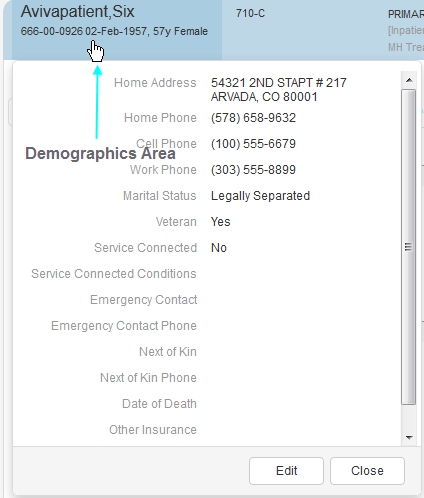 Avivapatient,Six
710-C
PRIMAR
666-00-0926 02-Feb-1957, 57y Female
[Inpatien
MH Trea
Home Address 54321 2ND STAPT # 217
ARVADA, CO 80001
Home Phone (578) 658-9632
Cell Phone (100) 555-6679
Demographics Area
Work Phone (303) 555-8899
Marital Status Legally Separated
Veteran Yes
Service Connected No
Service Connected Conditions
Emergency Contact
Emergency Contact Phone
Next of Kin
Next of Kin Phone
Date of Death
Other Insurance
Edit Close